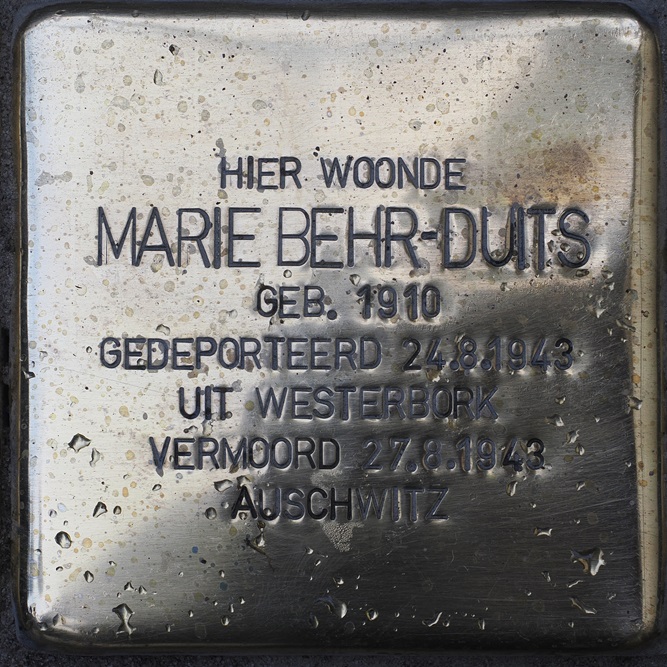 HIER WOONDE
MARIE BEHR-DUITS
GEB. 1910
GEDEPORTEERD 24.8.1943
UIT WESTERBORK
VERMOORD 27.8.1943
AUSCHWITZ